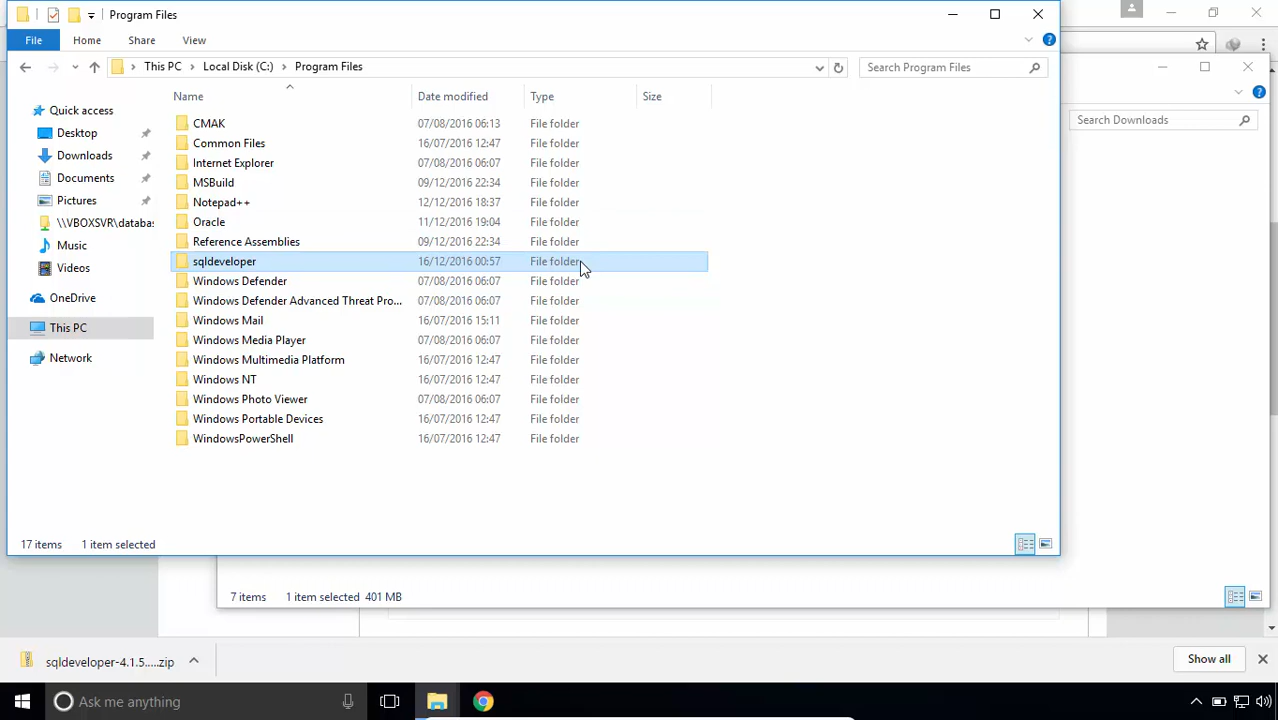 Program Files
File Home Share View
This PC Local Disk (C:) Program Files
Search Program Files
Name Date modified Type Size
Quick access
Desktop
Downloads
Documents
Pictures
\\VBOXSVR\databas
Music
Videos
OneDrive
This PC
Network
CMAK 07/08/2016 06:13 File folder
Common Files 16/07/2016 12:47 File folder
Internet Explorer 07/08/2016 06:07 File folder
MSBuild 09/12/2016 22:34 File folder
Notepad++ 12/12/2016 18:37 File folder
Oracle 11/12/2016 19:04 File folder
Reference Assemblies 09/12/2016 22:34 File folder
sqldeveloper 16/12/2016 00:57 File folder
Windows Defender 07/08/2016 06:07 File folder
Windows Defender Advanced Threat Pro... 07/08/2016 06:07 File folder
Windows Mail 16/07/2016 15:11 File folder
Windows Media Player 07/08/2016 06:07 File folder
Windows Multimedia Platform 16/07/2016 12:47 File folder
Windows NT 16/07/2016 12:47 File folder
Windows Photo Viewer 07/08/2016 06:07 File folder
Windows Portable Devices 16/07/2016 12:47 File folder
WindowsPowerShell 16/07/2016 12:47 File folder
17 items 1 item selected
Search Downloads
7 items 1 item selected 401 MB
sqldeveloper-4.1.5....zip
Show all
Ask me anything